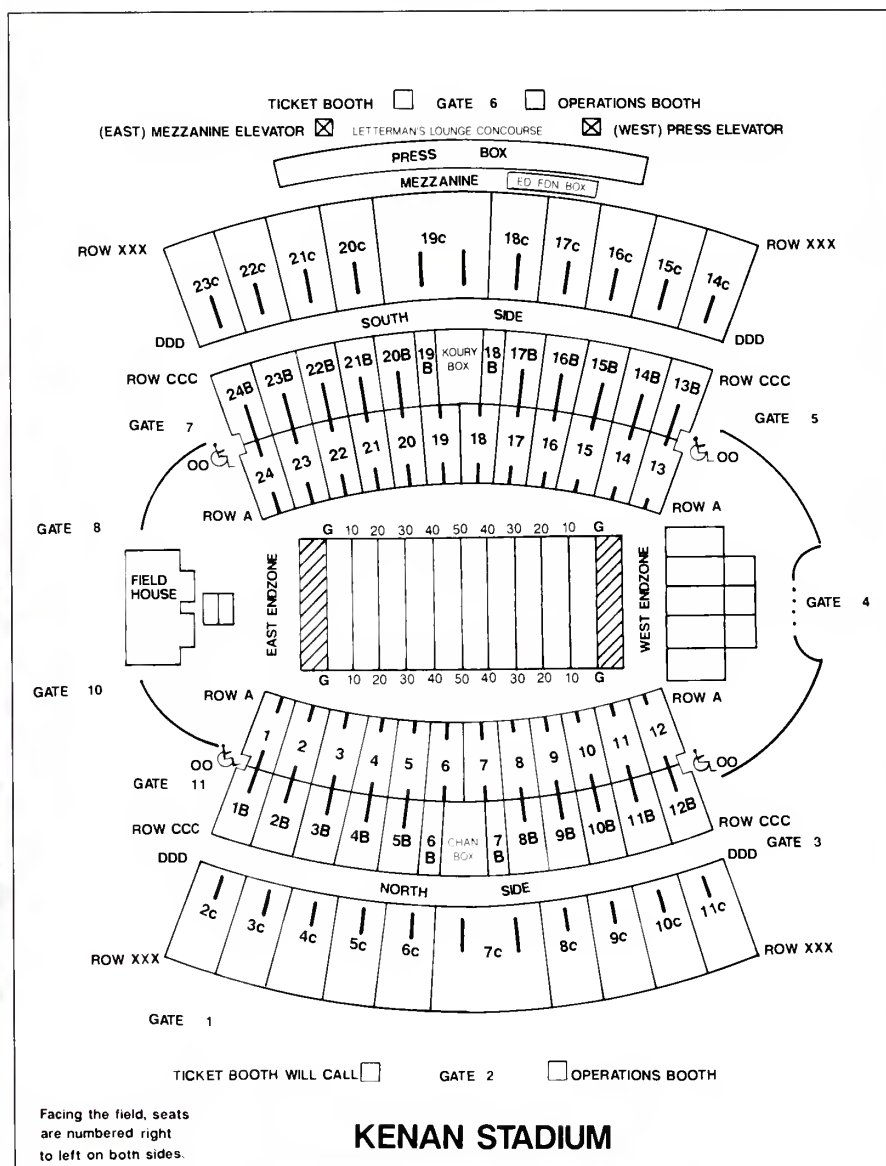 TICKET BOOTH GATE 6 OPERATIONS BOOTH
(EAST) MEZZANINE ELEVATOR LETTERMAN'S LOUNGE CONCOURSE (WEST) PRESS ELEVATOR
PRESS BOX
MEZZANINE ED FDN BOX
ROW XXX ROW XXX
23c 22c 21c 20c 19c 18c 17c 16c 15c 14c
SOUTH SIDE
DDD DDD
ROW CCC ROW CCC
24B 23B 22B 21B 20B 19B KOURY BOX 18B 17B 16B 15B 14B 13B
GATE 7 GATE 5
OO OO
24 23 22 21 20 19 18 17 16 15 14 13
ROW A ROW A
GATE 8
G 10 20 30 40 50 40 30 20 10 G
FIELD HOUSE
EAST ENDZONE
WEST ENDZONE
GATE 4
G 10 20 30 40 50 40 30 20 10 G
GATE 10
ROW A ROW A
1 2 3 4 5 6 7 8 9 10 11 12
OO OO
GATE 11
1B 2B 3B 4B 5B 6B CHAN BOX 7B 8B 9B 10B 11B 12B
ROW CCC ROW CCC
GATE 3
DDD DDD
NORTH SIDE
2c 3c 4c 5c 6c 7c 8c 9c 10c 11c
ROW XXX ROW XXX
GATE 1
TICKET BOOTH WILL CALL GATE 2 OPERATIONS BOOTH
Facing the field, seats
are numbered right
to left on both sides.
KENAN STADIUM